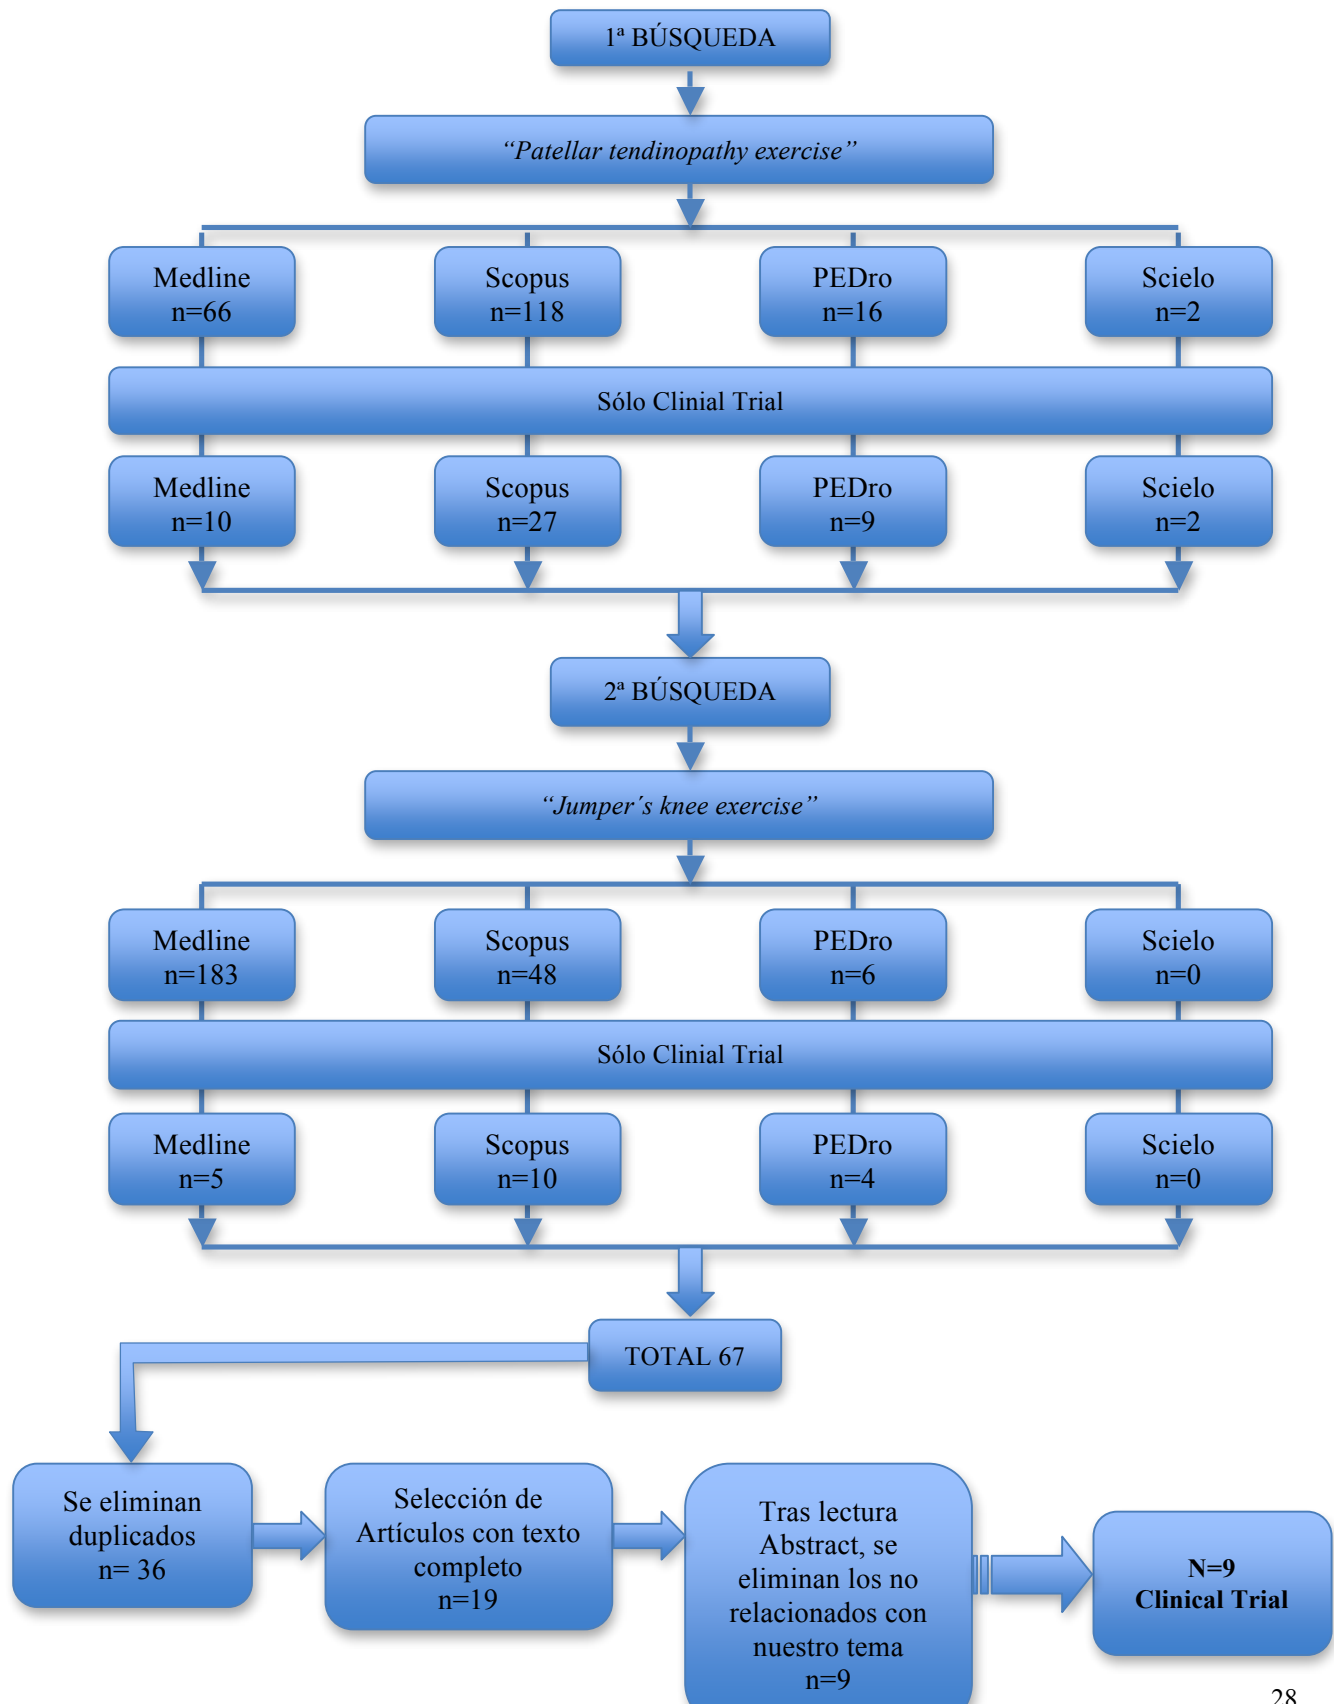 1ª BÚSQUEDA
“Patellar tendinopathy exercise”
Medline
n=66
Scopus
n=118
PEDro
n=16
Scielo
n=2
Sólo Clinial Trial
Medline
n=10
Scopus
n=27
PEDro
n=9
Scielo
n=2
2ª BÚSQUEDA
“Jumper´s knee exercise”
Medline
n=183
Scopus
n=48
PEDro
n=6
Scielo
n=0
Sólo Clinial Trial
Medline
n=5
Scopus
n=10
PEDro
n=4
Scielo
n=0
TOTAL 67
Se eliminan
duplicados
n= 36
Selección de
Artículos con texto
completo
n=19
Tras lectura
Abstract, se
eliminan los no
relacionados con
nuestro tema
n=9
N=9
Clinical Trial
28